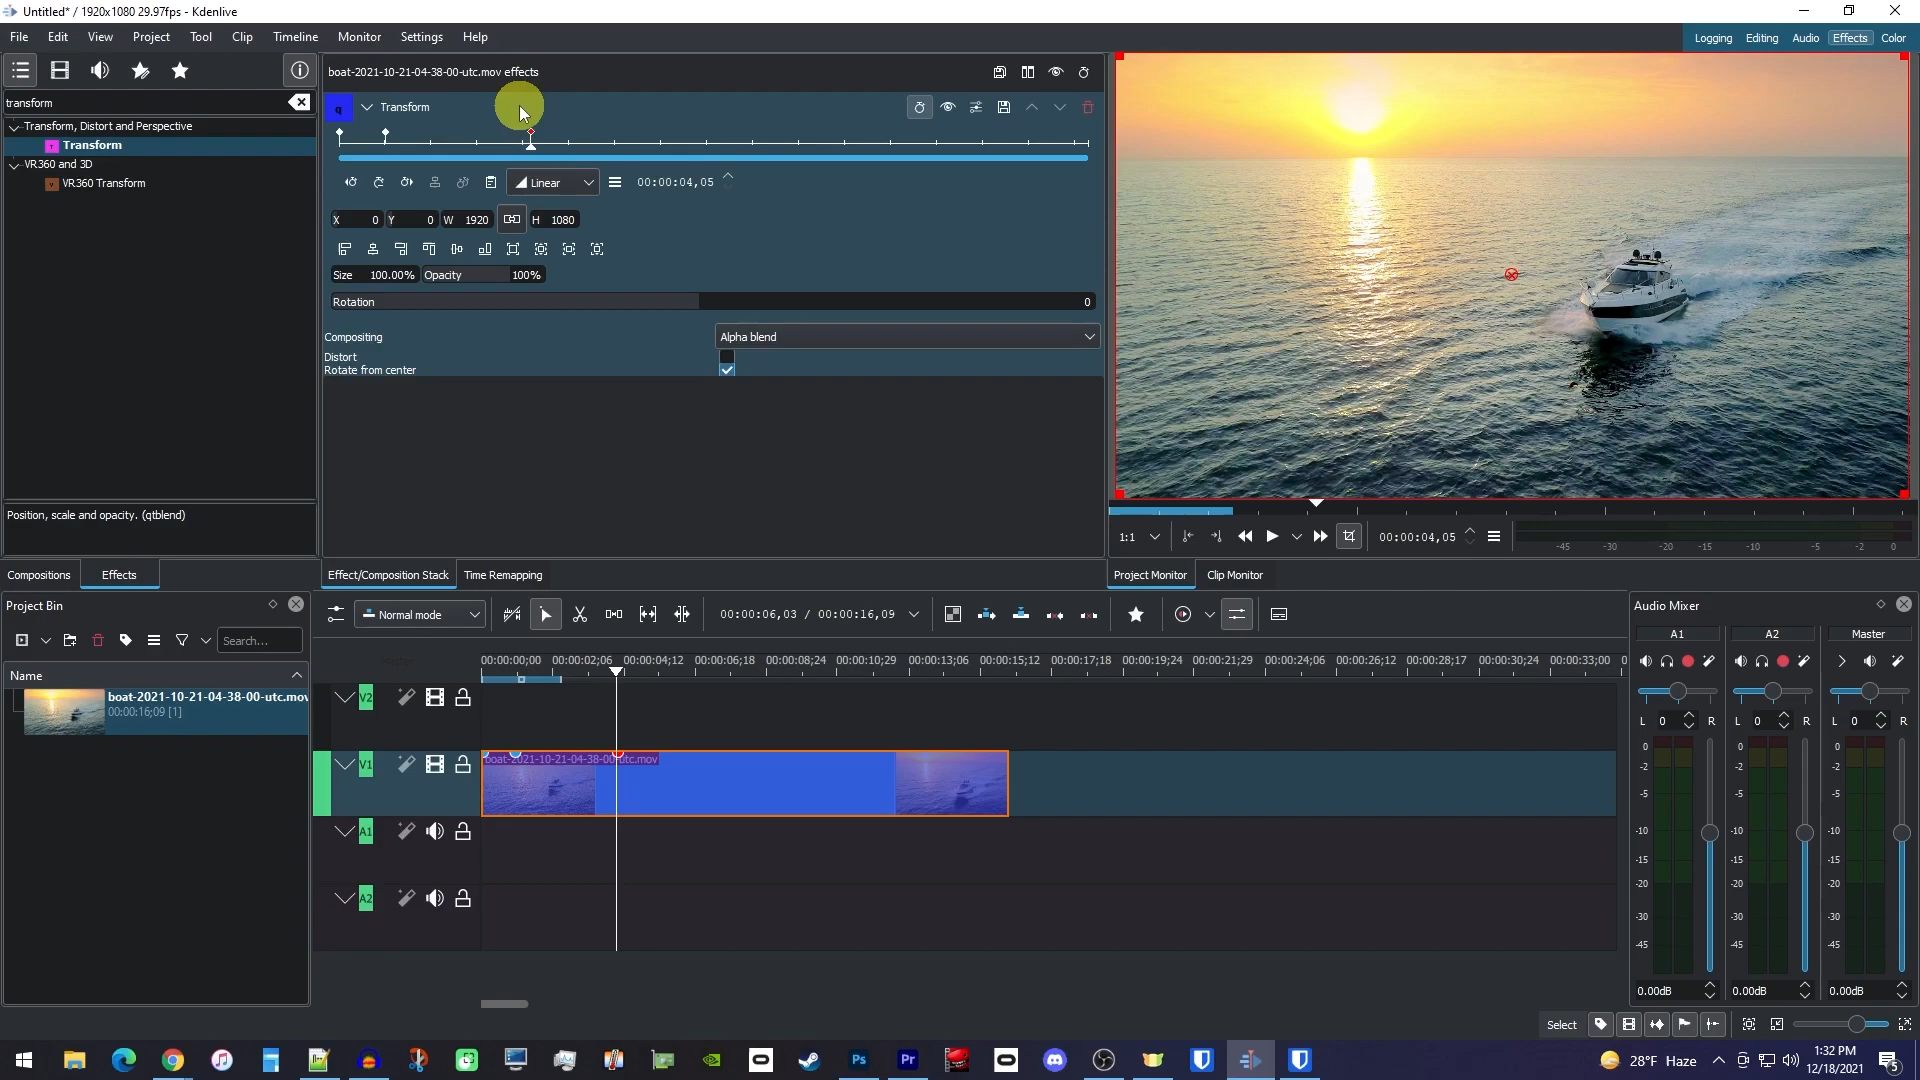 Untitled* / 1920x1080 29.97fps - Kdenlive
File Edit View Project Tool Clip Timeline Monitor Settings Help
Logging Editing Audio Effects Color
transform
Transform, Distort and Perspective
Transform
VR360 and 3D
VR360 Transform
Position, scale and opacity. (qtblend)
Compositions Effects
boat-2021-10-21-04-38-00-utc.mov effects
q Transform
Linear 00:00:04,05
X 0 Y 0 W 1920 H 1080
Size 100.00% Opacity 100%
Rotation 0
Compositing Alpha blend
Distort
Rotate from center
Effect/Composition Stack Time Remapping
1:1 00:00:04,05
-45 -30 -20 -15 -10 -5 -2 0
Project Monitor Clip Monitor
Project Bin
Search...
Name
boat-2021-10-21-04-38-00-utc.mov
00:00:16;09 [1]
Normal mode 00:00:06,03 / 00:00:16,09
00:00:00;00 00:00:02;06 00:00:04;12 00:00:06;18 00:00:08;24 00:00:10;29 00:00:13;06 00:00:15;12 00:00:17;18 00:00:19;24 00:00:21;29 00:00:24;06 00:00:26;12 00:00:28;17 00:00:30;24 00:00:33;00
V2
V1
boat-2021-10-21-04-38-00-utc.mov
A1
A2
Audio Mixer
A1 A2 Master
L 0 R L 0 R L 0 R
0 0 0
-2 -2 -2
-5 -5 -5
-10 -10 -10
-15 -15 -15
-20 -20 -20
-30 -30 -30
-45 -45 -45
0.00dB 0.00dB 0.00dB
Select
Ps Pr
28°F Haze
1:32 PM
12/18/2021
5